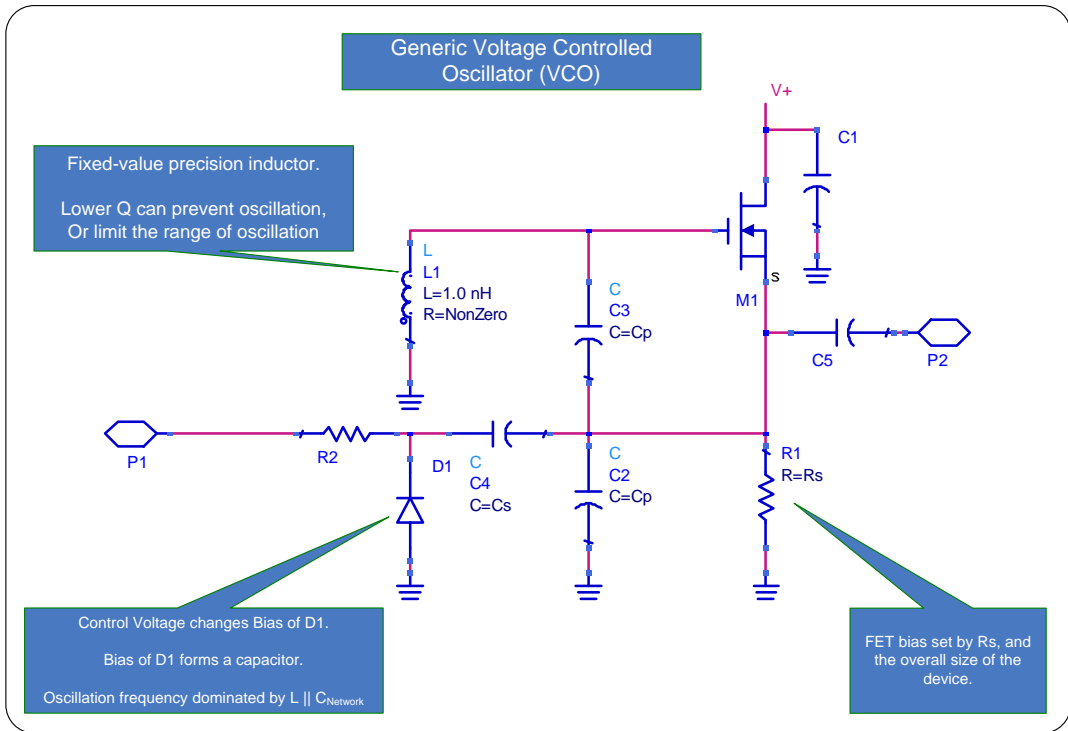 Generic Voltage Controlled
Oscillator (VCO)
V+
C1
Fixed-value precision inductor.
Lower Q can prevent oscillation,
Or limit the range of oscillation
L
L1
L=1.0 nH
R=NonZero
C
C3
C=Cp
S
M1
C5
P2
P1
R2
D1
C
C4
C=Cs
C
C2
C=Cp
R1
R=Rs
Control Voltage changes Bias of D1.
Bias of D1 forms a capacitor.
Oscillation frequency dominated by L || CNetwork
FET bias set by Rs, and
the overall size of the
device.